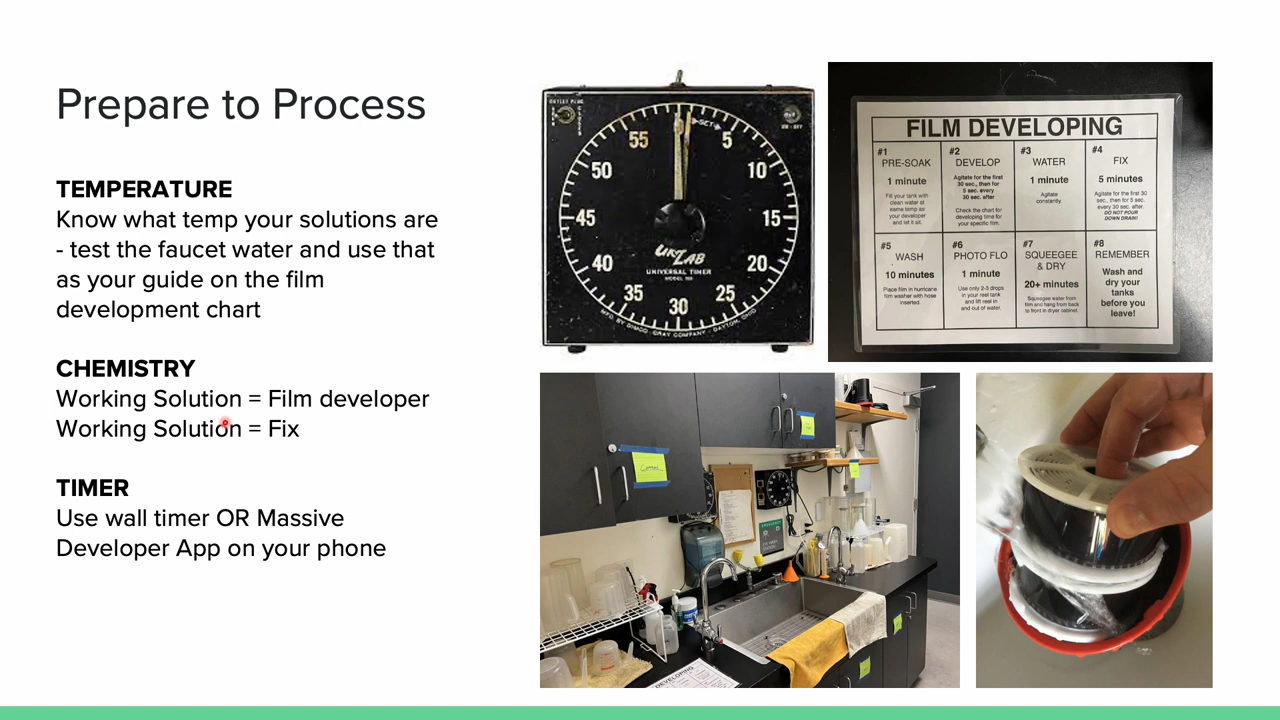 Prepare to Process
TEMPERATURE
Know what temp your solutions are
- test the faucet water and use that
as your guide on the film
development chart
CHEMISTRY
Working Solution = Film developer
Working Solution = Fix
TIMER
Use wall timer OR Massive
Developer App on your phone
55
5
50
10
45
15
40
20
35
30
25
UNIVERSAL TIMER
FILM DEVELOPING
#1
PRE-SOAK
1 minute
Fill your tank with
clean water at
same temp as
your developer
and let it sit.
#2
DEVELOP
Agitate for the first
30 sec., then for
5 sec. every
30 sec. after
Check the chart for
developing time for
your specific film.
#3
WATER
1 minute
Agitate
constantly.
#4
FIX
5 minutes
Agitate for the first 30
sec., then for 5 sec.
every 30 sec. after.
DO NOT POUR
DOWN DRAIN!
#5
WASH
10 minutes
Place film in hurricane
film washer with hose
inserted.
#6
PHOTO FLO
1 minute
Use only 2-3 drops
in your reel tank
and lift reel in
and out of water.
#7
SQUEEGEE
& DRY
20+ minutes
Squeegee water from
film and hang from back
to front in dryer cabinet.
#8
REMEMBER
Wash and
dry your
tanks
before you
leave!
FILM DEVELOPING